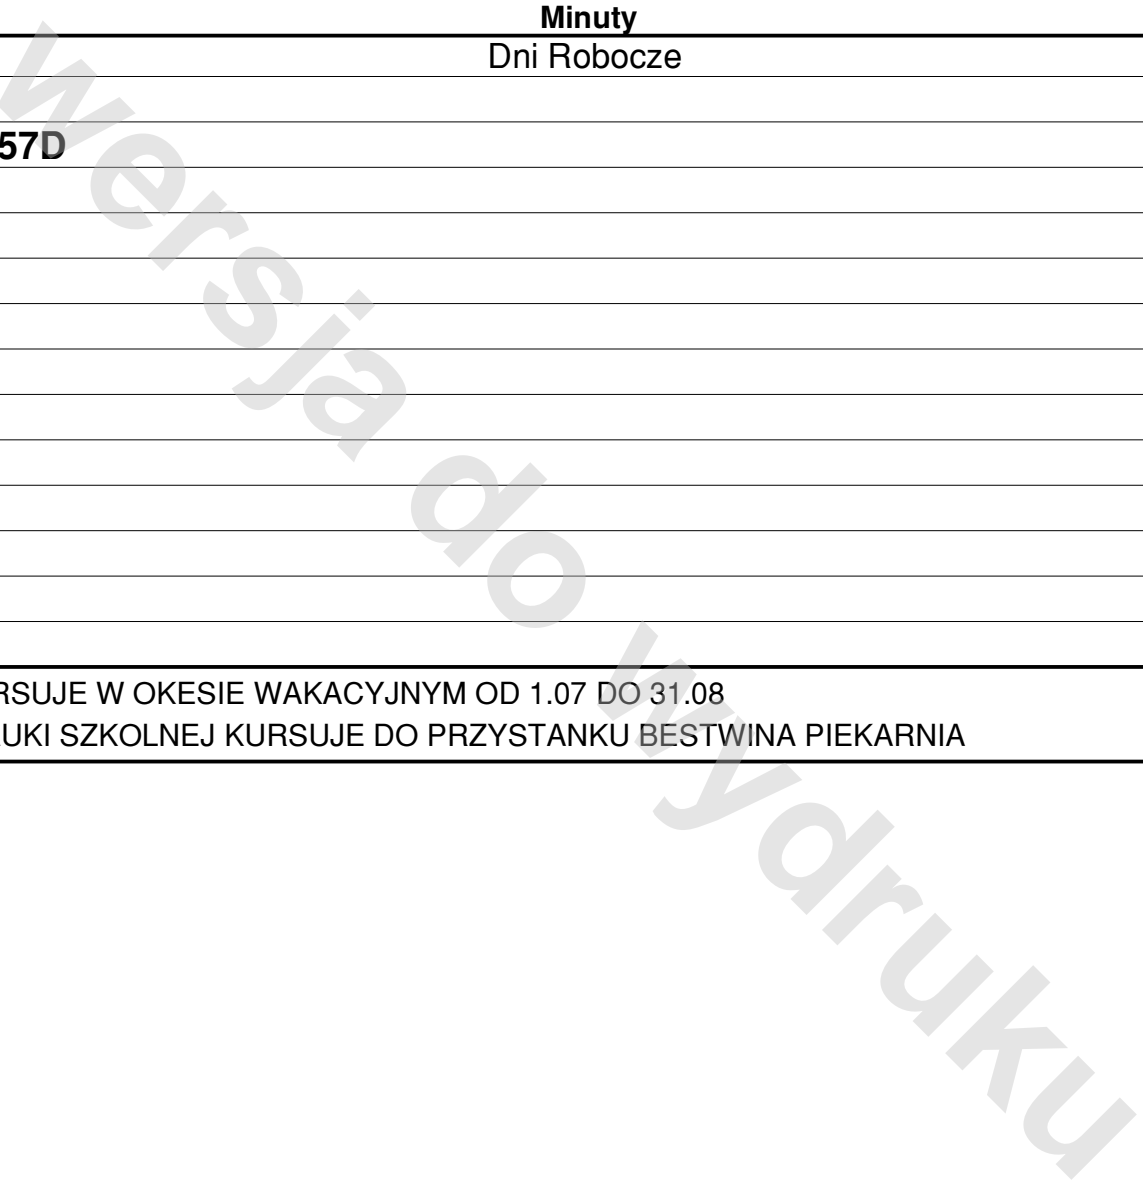 Minuty
Dni Robocze
57D
RSUJE W OKESIE WAKACYJNYM OD 1.07 DO 31.08
UKI SZKOLNEJ KURSUJE DO PRZYSTANKU BESTWINA PIEKARNIA
wersja do wydruku